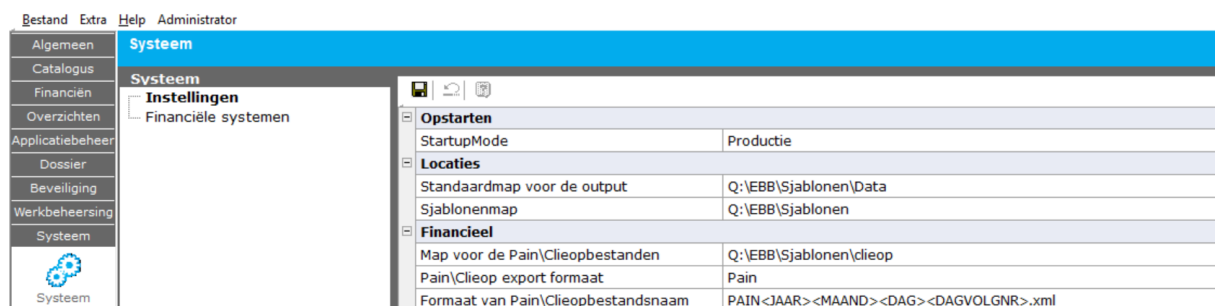 Bestand Extra Help Administrator
Algemeen
Catalogus
Financiën
Overzichten
Applicatiebeheer
Dossier
Beveiliging
Werkbeheersing
Systeem
Systeem
Systeem
Systeem
Instellingen
Financiële systemen
Opstarten
StartupMode Productie
Locaties
Standaardmap voor de output Q:\EBB\Sjablonen\Data
Sjablonenmap Q:\EBB\Sjablonen
Financieel
Map voor de Pain\Clieopbestanden Q:\EBB\Sjablonen\clieop
Pain\Clieop export formaat Pain
Formaat van Pain\Clieopbestandsnaam PAIN<JAAR><MAAND><DAG><DAGVOLGNR>.xml